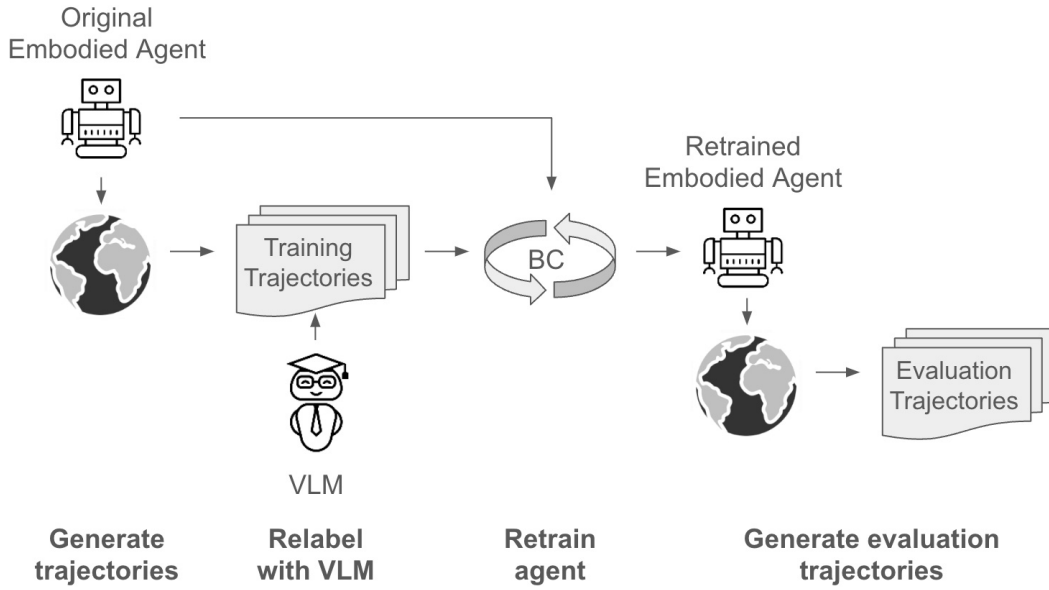 Original
Embodied Agent
Retrained
Embodied Agent
Training
Trajectories
BC
Evaluation
Trajectories
VLM
Generate
trajectories
Relabel
with VLM
Retrain
agent
Generate evaluation
trajectories